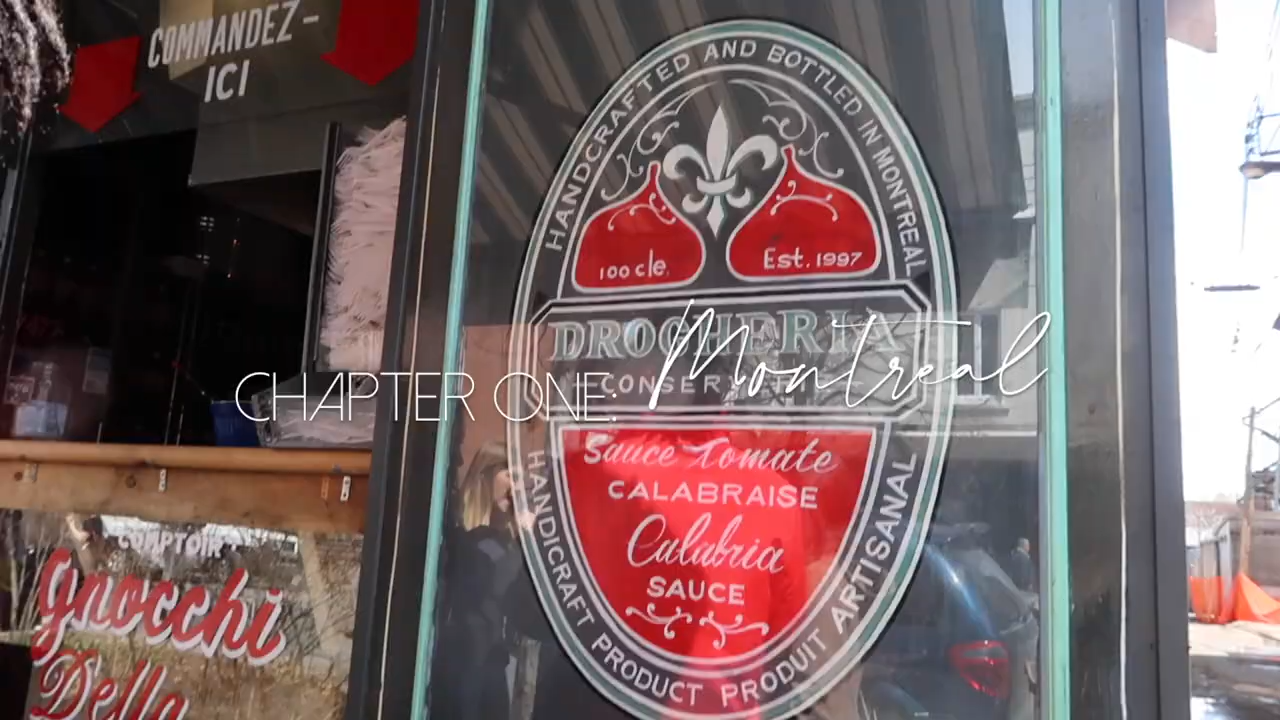 COMMANDEZ-
ICI
HANDCRAFTED AND BOTTLED IN MONTREAL
100 cle.
Est. 1997
DROGHERIA
CHAPTER ONE: Montreal
Sauce Tomate
CALABRAISE
Calabria
SAUCE
HANDICRAFT PRODUCT PRODUIT ARTISANAL
COMPTOIR
Gnocchi
Della